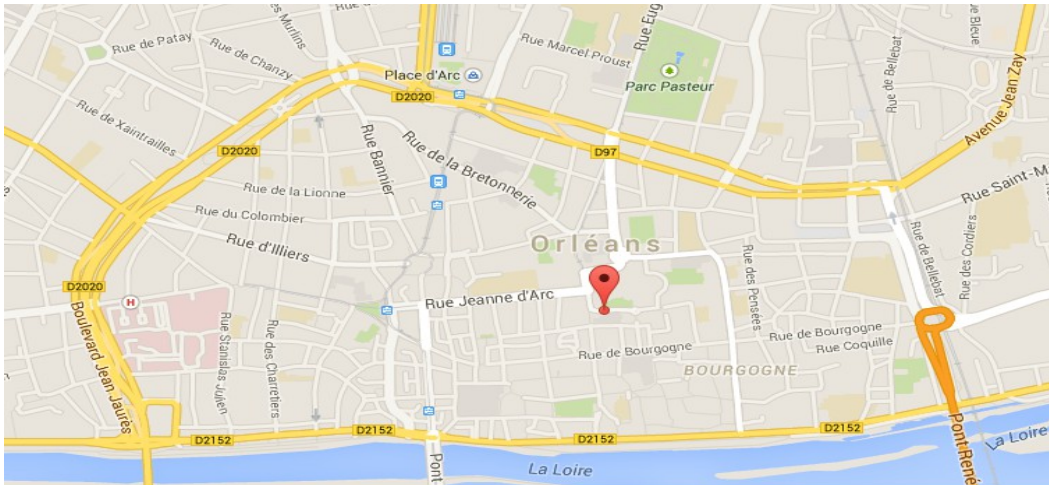 Rue de Patay
Rue de Chanzy
Rue de Xaintrailles
D2020
Rue Bannier
Place d'Arc
D2020
Rue Marcel Proust
Parc Pasteur
D97
Rue de Bellebat
Avenue Jean Zay
Rue de la Bretonnerie
Rue de la Lionne
Rue du Colombier
Rue d'Illiers
Orléans
Rue Saint-M
Rue de Bellebat
Rue des Cordiers
Rue des Pensées
D2020
H
Rue Jeanne d'Arc
Boulevard Jean Jaurès
Rue Stanislas Julien
Rue des Charretiers
Rue de Bourgogne
Rue de Bourgogne
Rue Coquille
BOURGOGNE
D2152
D2152
D2152
D2152
Pont-
La Loire
Pont René
La Loire